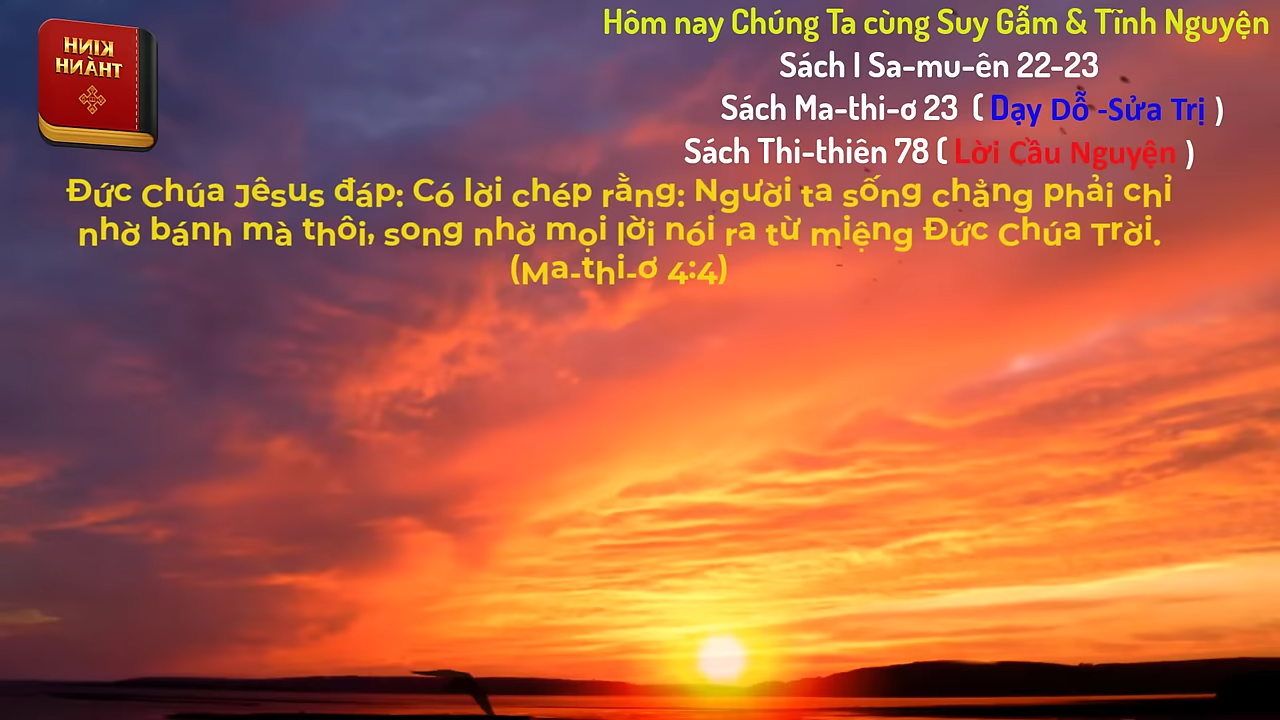 KINH
THÀNH
Hôm nay Chúng Ta cùng Suy Gẫm & Tĩnh Nguyện
Sách I Sa-mu-ên 22-23
Sách Ma-thi-ơ 23 ( Dạy Dỗ -Sửa Trị )
Sách Thi-thiên 78 ( Lời Cầu Nguyện )
Đức Chúa Jêsus đáp: Có lời chép rằng: Người ta sống chẳng phải chỉ
nhờ bánh mà thôi, song nhờ mọi lời nói ra từ miệng Đức Chúa Trời.
(Ma-thi-ơ 4:4)